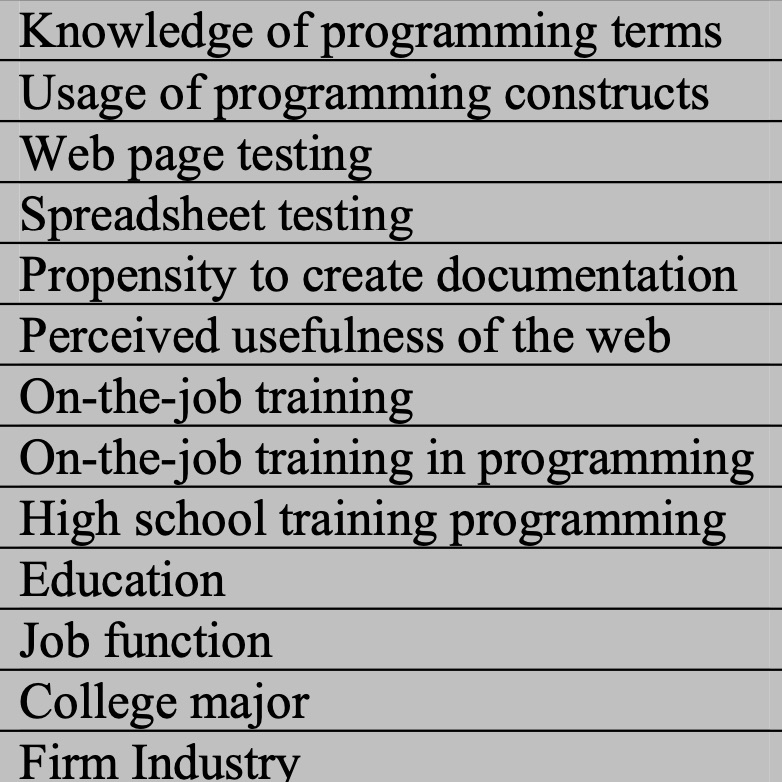 Knowledge of programming terms
Usage of programming constructs
Web page testing
Spreadsheet testing
Propensity to create documentation
Perceived usefulness of the web
On-the-job training
On-the-job training in programming
High school training programming
Education
Job function
College major
Firm Industry